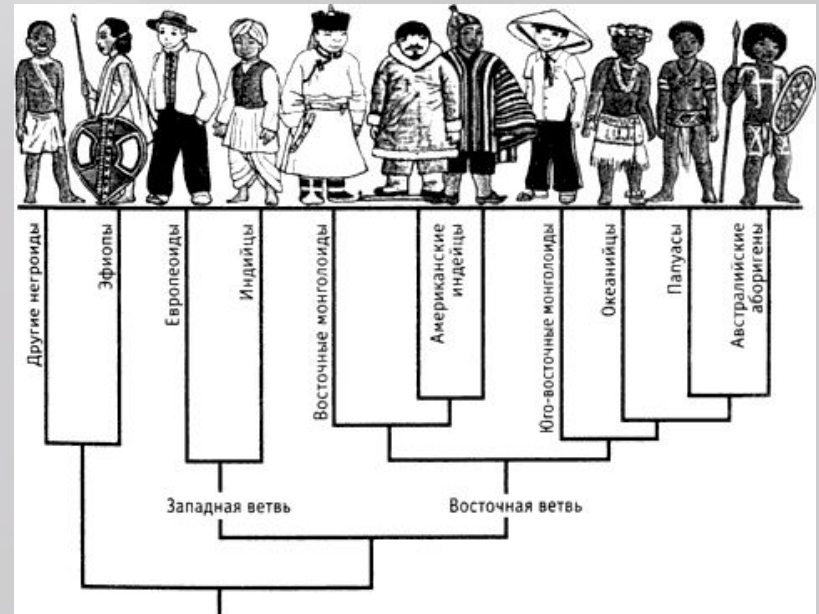 Другие негроиды
Эфиопы
Европеоиды
Индийцы
Восточные монголоиды
Американские
индейцы
Юго-восточные монголоиды
Океанийцы
Папуасы
Австралийские
аборигены
Западная ветвь
Восточная ветвь